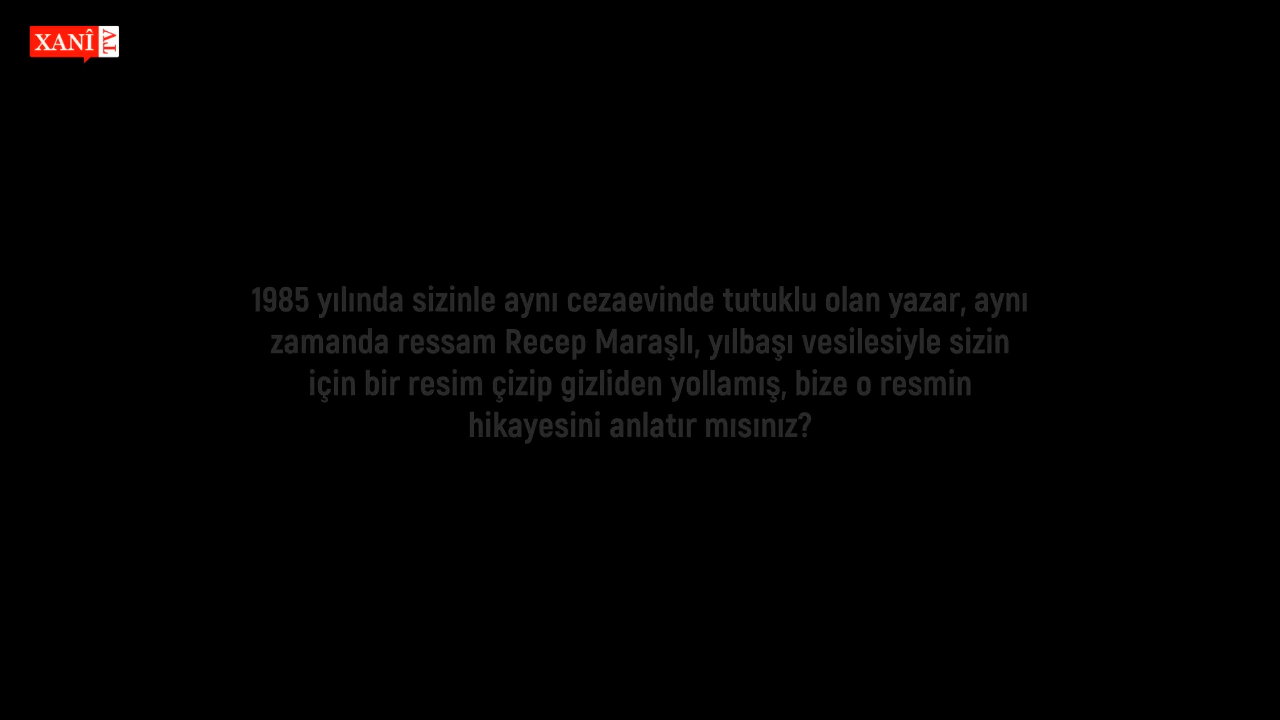 XANÎ TV
1985 yılında sizinle aynı cezaevinde tutuklu olan yazar, aynı
zamanda ressam Recep Maraşlı, yılbaşı vesilesiyle sizin
için bir resim çizip gizliden yollamış, bize o resmin
hikayesini anlatır mısınız?